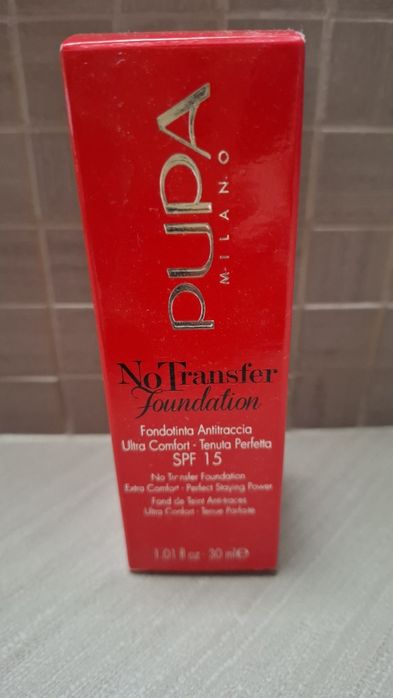 PUPA
MILANO
No Transfer
Foundation
Fondotinta Antitraccia
Ultra Comfort · Tenuta Perfetta
SPF 15
No Transfer Foundation
Extra Comfort · Perfect Staying Power
Fond de Teint Anti-traces
Ultra Confort · Tenue Parfaite
1.01 fl oz · 30 ml ℮